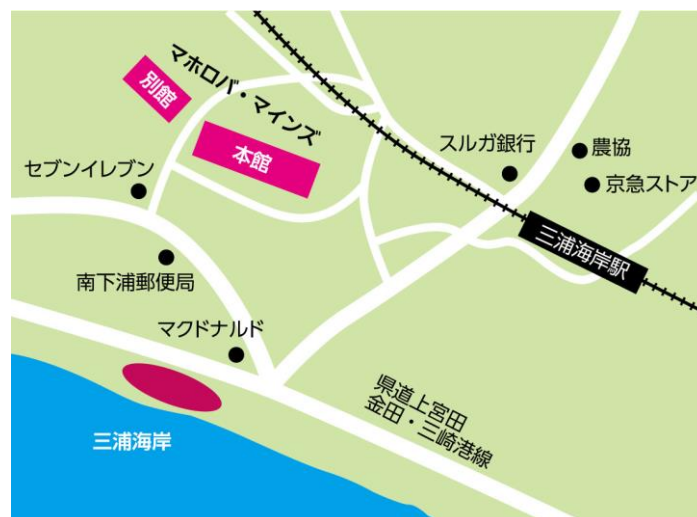 マホロバ・マインズ
別館
本館
スルガ銀行
農協
京急ストア
セブンイレブン
三浦海岸駅
南下浦郵便局
マクドナルド
県道上宮田
金田・三崎港線
三浦海岸